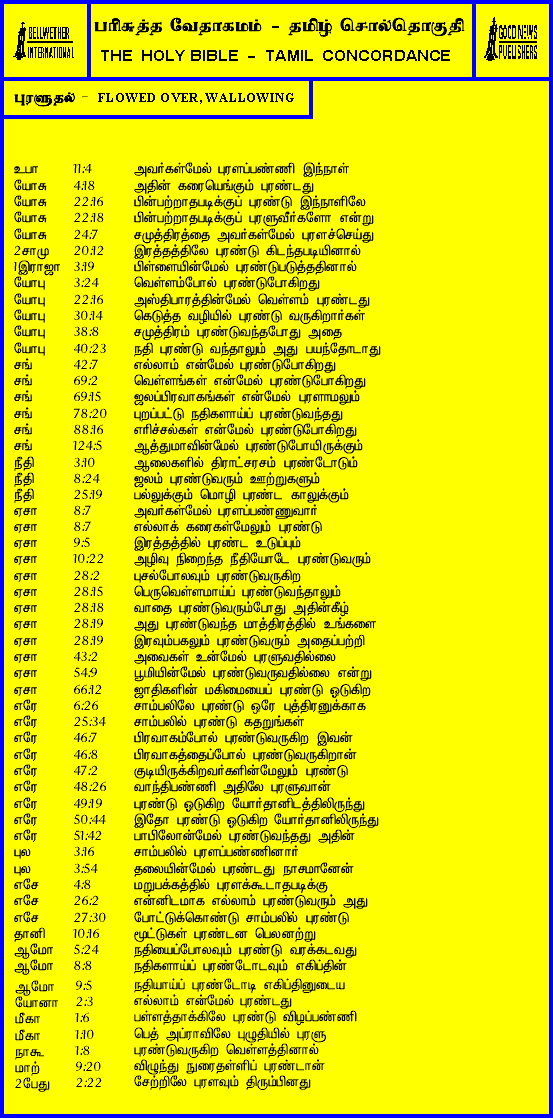 BELLWETHER INTERNATIONAL
பரிசுத்த வேதாகமம் - தமிழ் சொல்தொகுதி
THE HOLY BIBLE - TAMIL CONCORDANCE
GOOD NEWS PUBLISHERS
புரளுதல் - FLOWED OVER, WALLOWING
உபா 11:4 அவர்கள்மேல் புரளப்பண்ணி இந்நாள்
யோசு 4:18 அதின் கரையெங்கும் புரண்டது
யோசு 22:16 பின்பற்றாதபடிக்குப் புரண்டு இந்நாளிலே
யோசு 22:18 பின்பற்றாதபடிக்குப் புரளுவீர்களோ என்று
யோசு 24:7 சமுத்திரத்தை அவர்கள்மேல் புரளச்செய்து
2சாமு 20:12 இரத்தத்திலே புரண்டு கிடந்தபடியினால்
1இராஜா 3:19 பிள்ளையின்மேல் புரண்டுபடுத்ததினால்
யோபு 3:24 வெள்ளம்போல் புரண்டுபோகிறது
யோபு 22:16 அஸ்திபாரத்தின்மேல் வெள்ளம் புரண்டது
யோபு 30:14 கெடுத்த வழியில் புரண்டு வருகிறார்கள்
யோபு 38:8 சமுத்திரம் புரண்டுவந்தபோது அதை
யோபு 40:23 நதி புரண்டு வந்தாலும் அது பயந்தோடாது
சங் 42:7 எல்லாம் என்மேல் புரண்டுபோகிறது
சங் 69:2 வெள்ளங்கள் என்மேல் புரண்டுபோகிறது
சங் 69:15 ஜலப்பிரவாகங்கள் என்மேல் புரளாமலும்
சங் 78:20 புறப்பட்டு நதிகளாய்ப் புரண்டுவந்தது
சங் 88:16 எரிச்சல்கள் என்மேல் புரண்டுபோகிறது
சங் 124:5 ஆத்துமாவின்மேல் புரண்டுபோயிருக்கும்
நீதி 3:10 ஆலைகளில் திராட்சரசம் புரண்டோடும்
நீதி 8:24 ஜலம் புரண்டுவரும் ஊற்றுகளும்
நீதி 25:19 பல்லுக்கும் மொழி புரண்ட காலுக்கும்
ஏசா 8:7 அவர்கள்மேல் புரளப்பண்ணுவார்
ஏசா 8:7 எல்லாக் கரைகள்மேலும் புரண்டு
ஏசா 9:5 இரத்தத்தில் புரண்ட உடுப்பும்
ஏசா 10:22 அழிவு நிறைந்த நீதியோடே புரண்டுவரும்
ஏசா 28:2 புசல்போலவும் புரண்டுவருகிற
ஏசா 28:15 பெருவெள்ளமாய்ப் புரண்டுவந்தாலும்
ஏசா 28:18 வாதை புரண்டுவரும்போது அதின்கீழ்
ஏசா 28:19 அது புரண்டுவந்த மாத்திரத்தில் உங்களை
ஏசா 28:19 இரவும்பகலும் புரண்டுவரும் அதைப்பற்றி
ஏசா 43:2 அவைகள் உன்மேல் புரளுவதில்லை
ஏசா 54:9 பூமியின்மேல் புரண்டுவருவதில்லை என்று
ஏசா 66:12 ஜாதிகளின் மகிமையைப் புரண்டு ஓடுகிற
எரே 6:26 சாம்பலிலே புரண்டு ஒரே புத்திரனுக்காக
எரே 25:34 சாம்பலில் புரண்டு கதறுங்கள்
எரே 46:7 பிரவாகம்போல் புரண்டுவருகிற இவன்
எரே 46:8 பிரவாகத்தைப்போல் புரண்டுவருகிறான்
எரே 47:2 குடியிருக்கிறவர்களின்மேலும் புரண்டு
எரே 48:26 வாந்திபண்ணி அதிலே புரளுவான்
எரே 49:19 புரண்டு ஓடுகிற யோர்தானிடத்திலிருந்து
எரே 50:44 இதோ புரண்டு ஓடுகிற யோர்தானிலிருந்து
எரே 51:42 பாபிலோன்மேல் புரண்டுவந்தது அதின்
புல 3:16 சாம்பலில் புரளப்பண்ணினார்
புல 3:54 தலையின்மேல் புரண்டது நாசமானேன்
எசே 4:8 மறுபக்கத்தில் புரளக்கூடாதபடிக்கு
எசே 26:2 என்னிடமாக எல்லாம் புரண்டுவரும் அது
எசே 27:30 போட்டுக்கொண்டு சாம்பலில் புரண்டு
தானி 10:16 மூட்டுகள் புரண்டன பெலனற்று
ஆமோ 5:24 நதியைப்போலவும் புரண்டு வரக்கடவது
ஆமோ 8:8 நதிகளாய்ப் புரண்டோடவும் எகிப்தின்
ஆமோ 9:5 நதியாய்ப் புரண்டோடி எகிப்தினுடைய
யோனா 2:3 எல்லாம் என்மேல் புரண்டது
மீகா 1:6 பள்ளத்தாக்கிலே புரண்டு விழப்பண்ணி
மீகா 1:10 பெத் அப்ராவிலே புழுதியில் புரளு
நாகூ 1:8 புரண்டுவருகிற வெள்ளத்தினால்
மாற் 9:20 விழுந்து நுரைதள்ளிப் புரண்டான்
2பேது 2:22 சேற்றிலே புரளவும் திரும்பினது